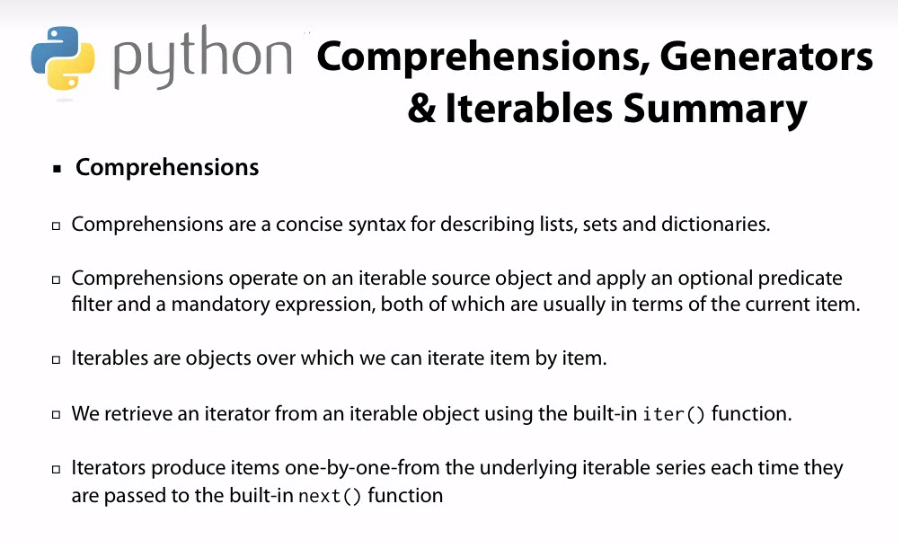 python
Comprehensions, Generators
& Iterables Summary
▪ Comprehensions
▫ Comprehensions are a concise syntax for describing lists, sets and dictionaries.
▫ Comprehensions operate on an iterable source object and apply an optional predicate
filter and a mandatory expression, both of which are usually in terms of the current item.
▫ Iterables are objects over which we can iterate item by item.
▫ We retrieve an iterator from an iterable object using the built-in iter() function.
▫ Iterators produce items one-by-one-from the underlying iterable series each time they
are passed to the built-in next() function